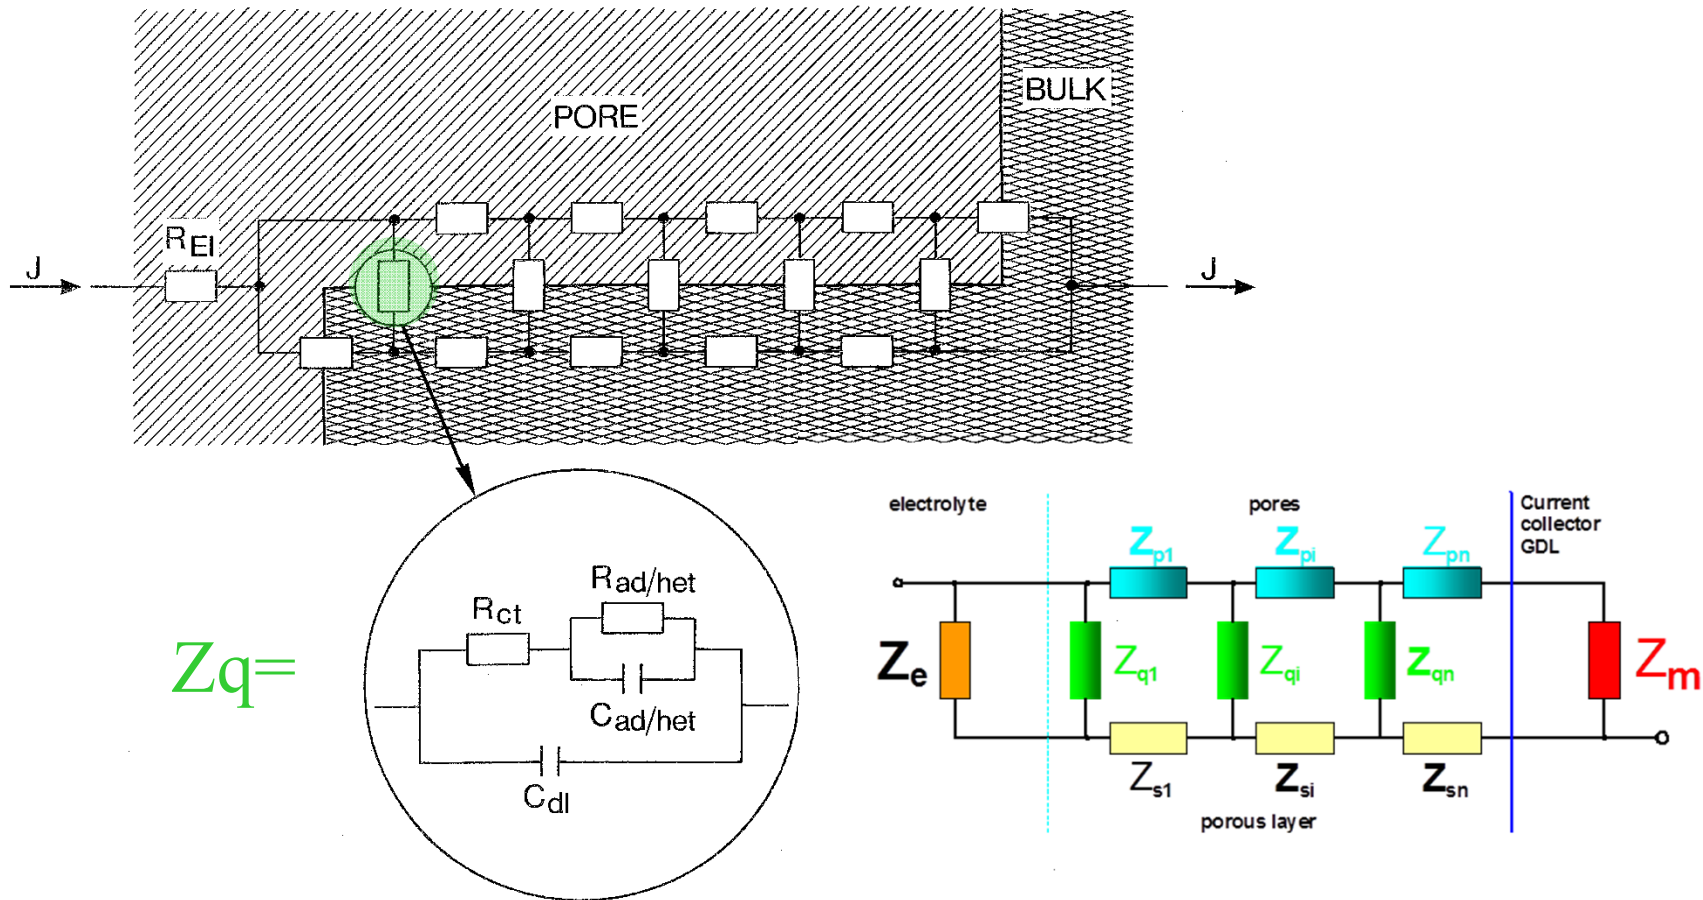 PORE
BULK
REl
J
J
Zq=
Rad/het
Rct
Cad/het
Cdl
electrolyte
pores
Current
collector
GDL
Zp1
Zpi
Zpn
Ze
Zq1
Zqi
Zqn
Zm
Zs1
Zsi
Zsn
porous layer